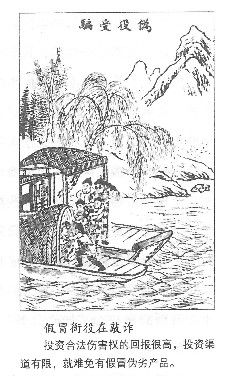 僞役受騙
假冒衙役在敲诈
投资合法伤害权的回报很高，投资渠
道有限，就难免有假冒伪劣产品。